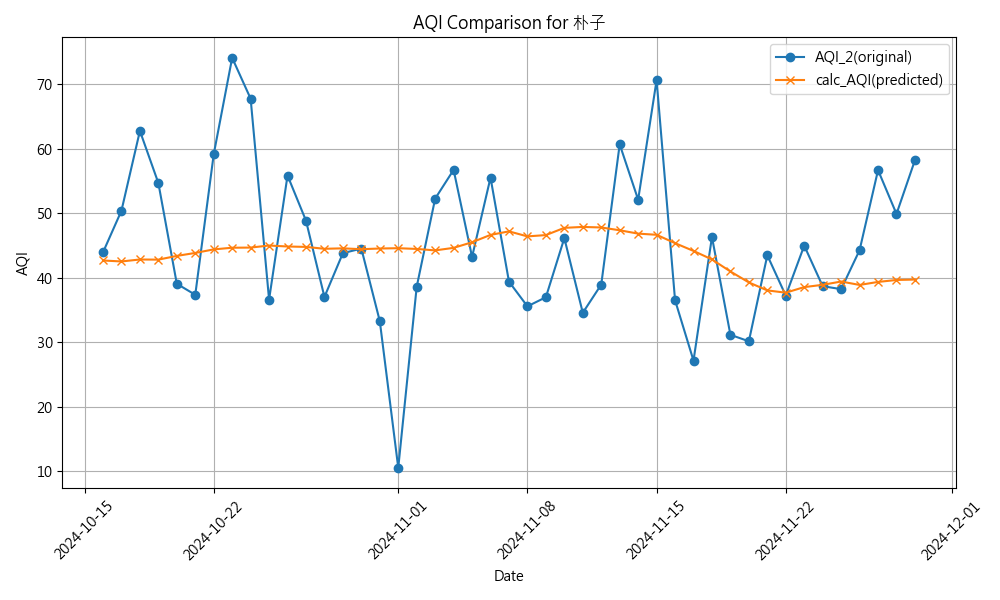 AQI Comparison for 朴子
AQI_2(original)
calc_AQI(predicted)
AQI
70
60
50
40
30
20
10
2024-10-15
2024-10-22
2024-11-01
2024-11-08
2024-11-15
2024-11-22
2024-12-01
Date